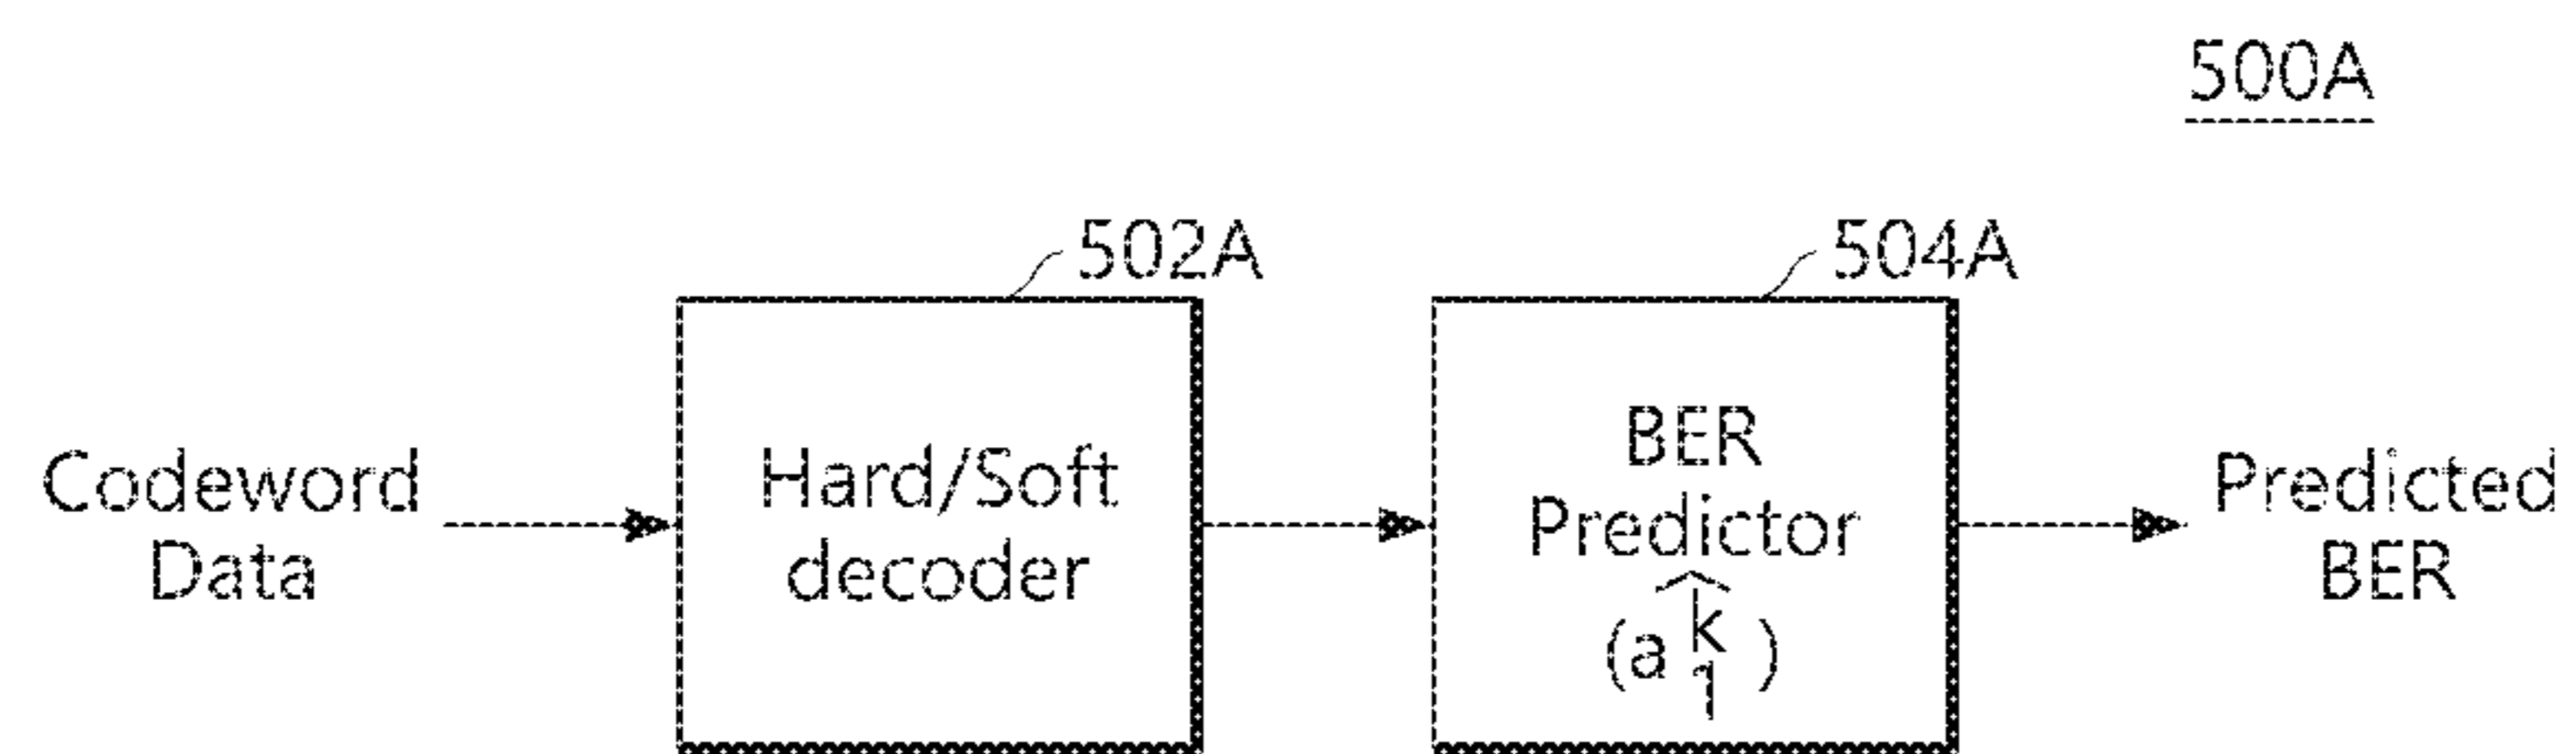 500A
502A
504A
Codeword
Data
Hard/Soft
decoder
BER
Predictor
(a k̂ 1 )
Predicted
BER